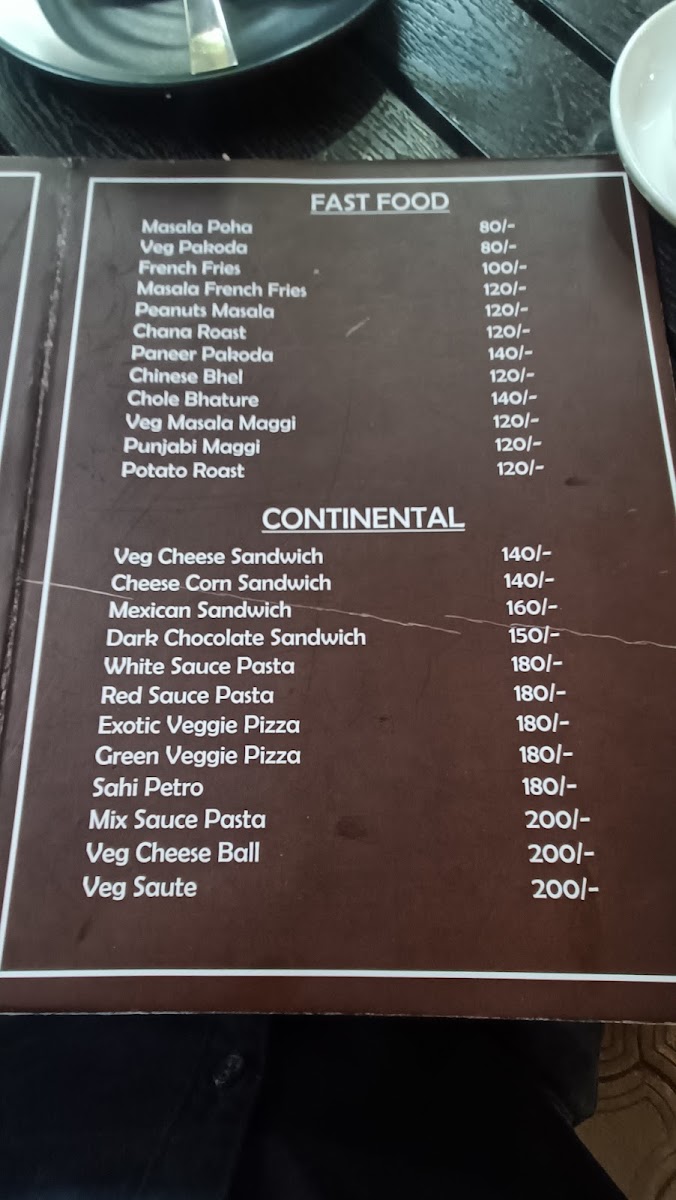 FAST FOOD
Masala Poha 80/-
Veg Pakoda 80/-
French Fries 100/-
Masala French Fries 120/-
Peanuts Masala 120/-
Chana Roast 120/-
Paneer Pakoda 140/-
Chinese Bhel 120/-
Chole Bhature 140/-
Veg Masala Maggi 120/-
Punjabi Maggi 120/-
Potato Roast 120/-
CONTINENTAL
Veg Cheese Sandwich 140/-
Cheese Corn Sandwich 140/-
Mexican Sandwich 160/-
Dark Chocolate Sandwich 150/-
White Sauce Pasta 180/-
Red Sauce Pasta 180/-
Exotic Veggie Pizza 180/-
Green Veggie Pizza 180/-
Sahi Petro 180/-
Mix Sauce Pasta 200/-
Veg Cheese Ball 200/-
Veg Saute 200/-